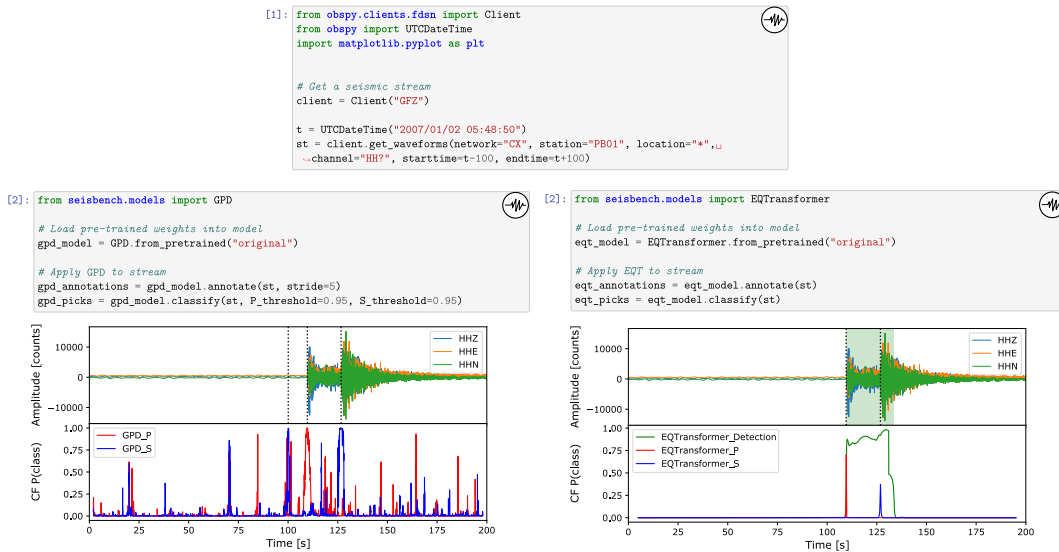 [1]: from obspy.clients.fdsn import Client
from obspy import UTCDateTime
import matplotlib.pyplot as plt
# Get a seismic stream
client = Client("GFZ")
t = UTCDateTime("2007/01/02 05:48:50")
st = client.get_waveforms(network="CX", station="PB01", location="*",␣
↪channel="HH?", starttime=t-100, endtime=t+100)
[2]: from seisbench.models import GPD
# Load pre-trained weights into model
gpd_model = GPD.from_pretrained("original")
# Apply GPD to stream
gpd_annotations = gpd_model.annotate(st, stride=5)
gpd_picks = gpd_model.classify(st, P_threshold=0.95, S_threshold=0.95)
Amplitude [counts]
10000
0
−10000
HHZ
HHE
HHN
CF P(class)
1.00
0.75
0.50
0.25
0.00
GPD_P
GPD_S
0 25 50 75 100 125 150 175 200
Time [s]
[2]: from seisbench.models import EQTransformer
# Load pre-trained weights into model
eqt_model = EQTransformer.from_pretrained("original")
# Apply EQT to stream
eqt_annotations = eqt_model.annotate(st)
eqt_picks = eqt_model.classify(st)
Amplitude [counts]
10000
0
−10000
HHZ
HHE
HHN
CF P(class)
1.00
0.75
0.50
0.25
0.00
EQTransformer_Detection
EQTransformer_P
EQTransformer_S
0 25 50 75 100 125 150 175 200
Time [s]